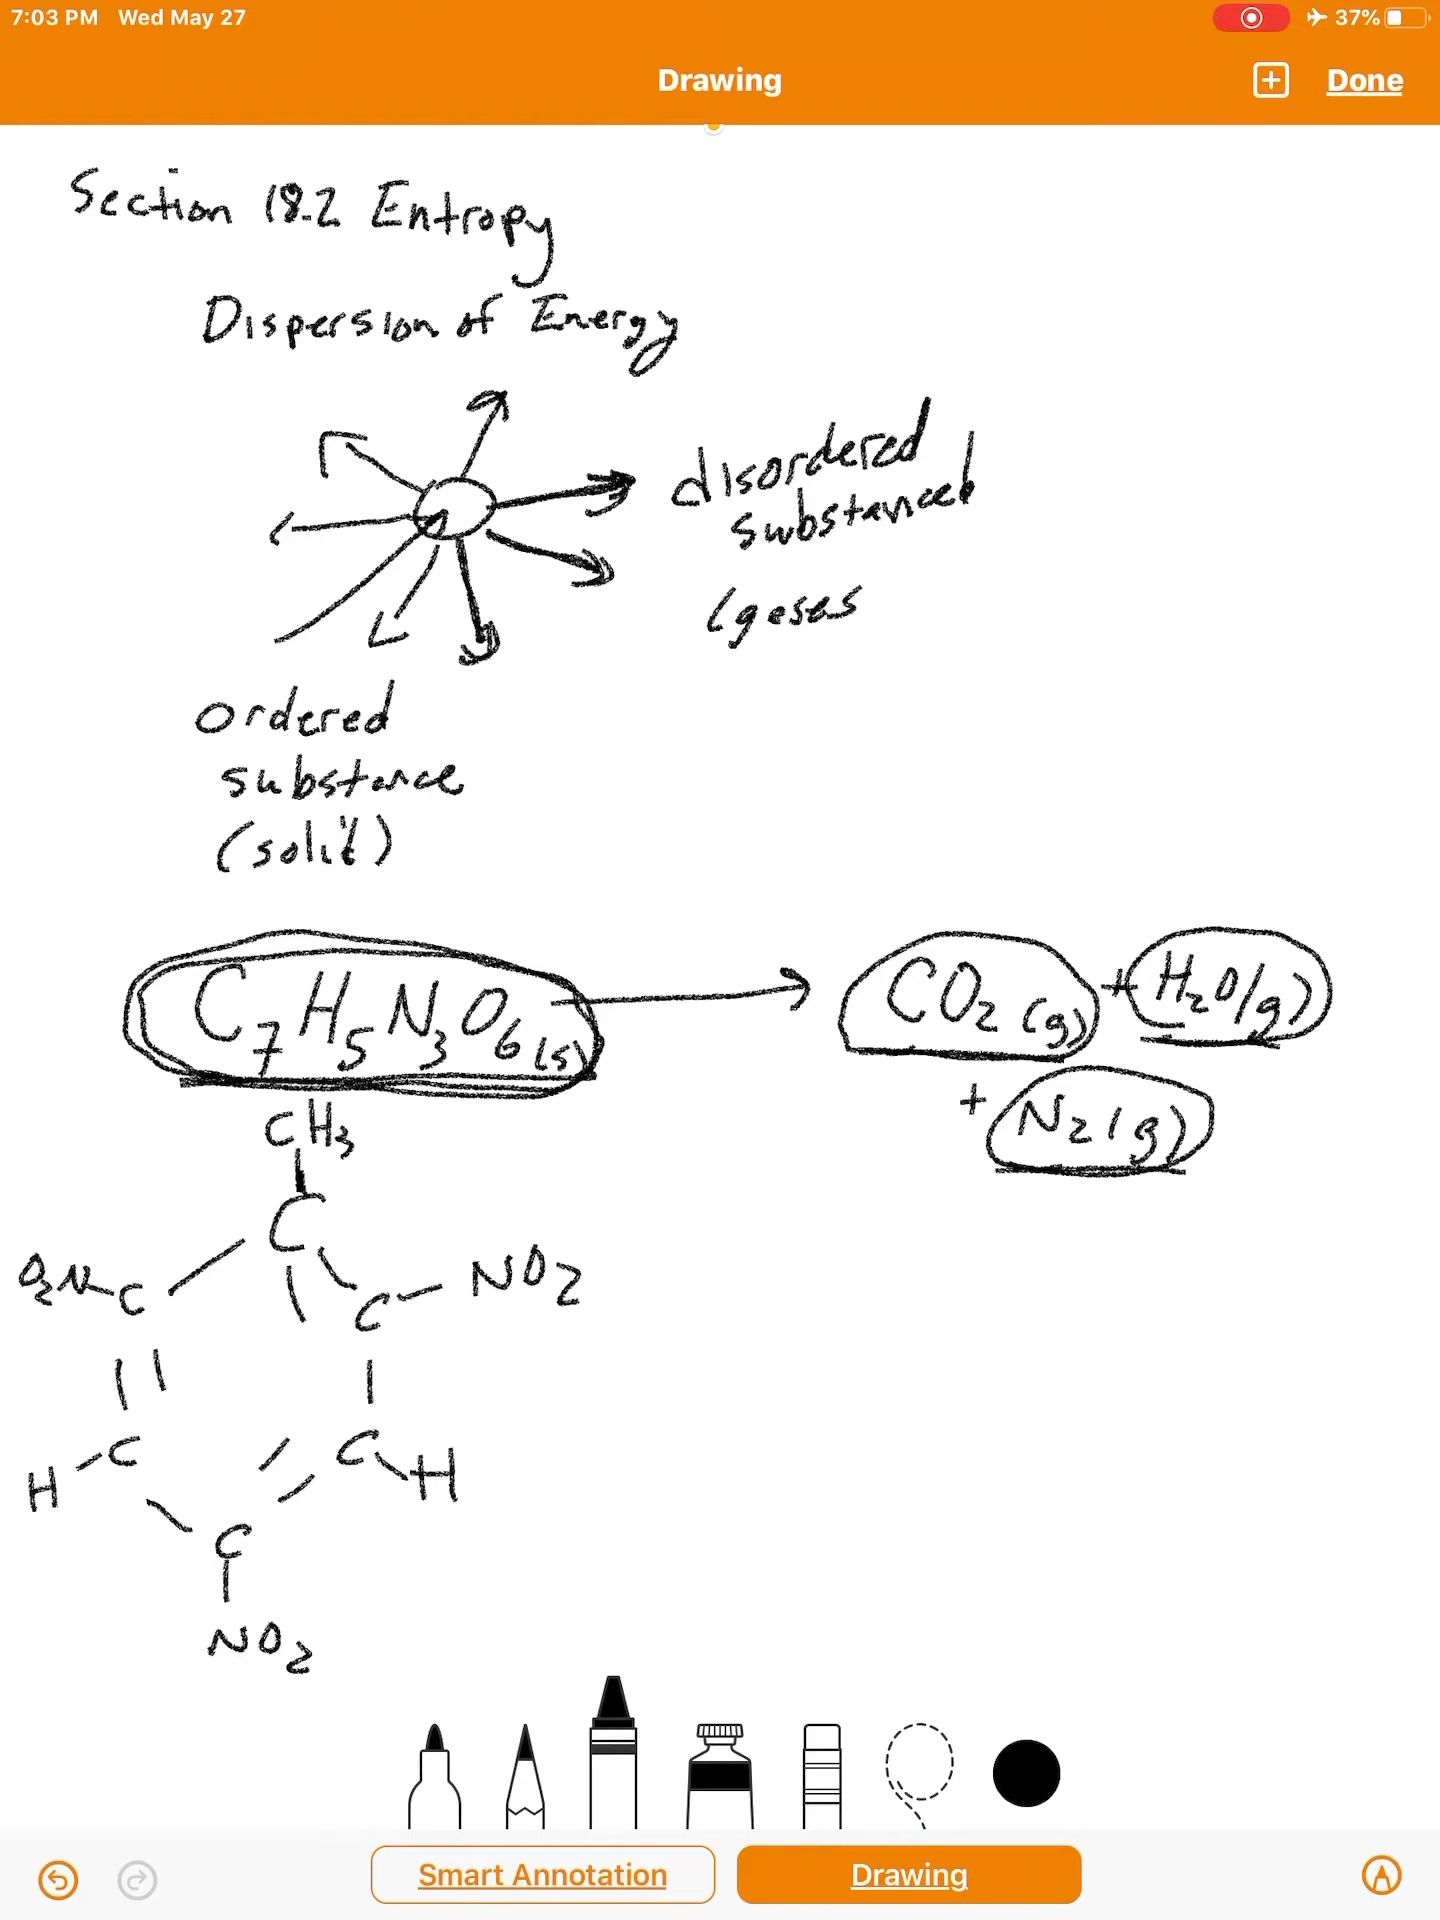 7:03 PM Wed May 27 37%
Drawing Done
Section 18.2 Entropy
Dispersion of Energy
disordered
substances
(gases
ordered
substance
(solid)
C7H5N3O6(s) → CO2(g) + H2O(g)
+ N2(g)
CH3
C
O2N-C C-NO2
H-C C-H
C
NO2
Smart Annotation Drawing